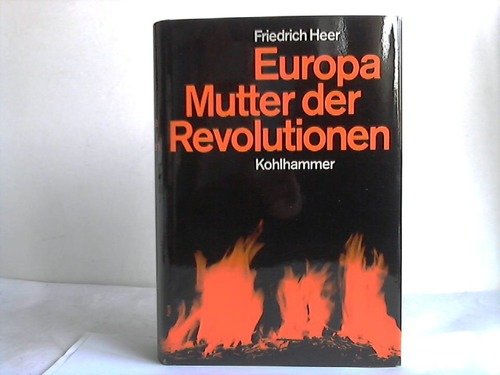 Friedrich Heer
Europa
Mutter der
Revolutionen
Kohlhammer